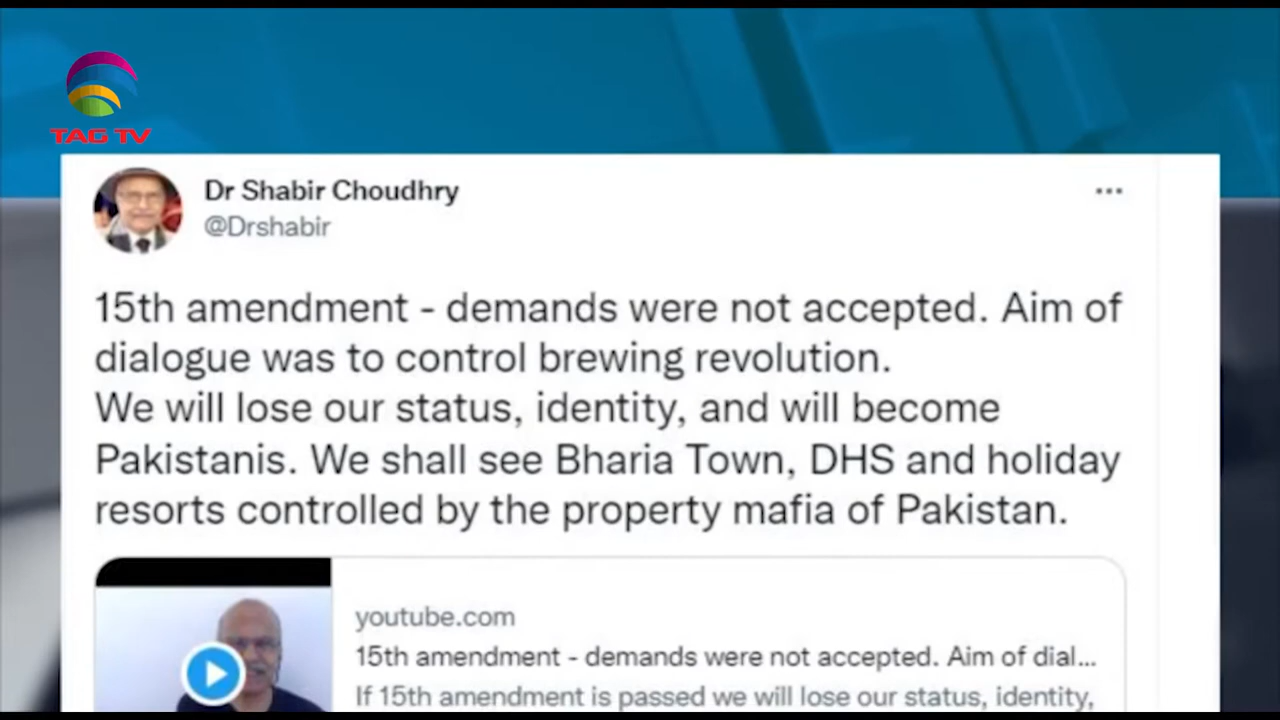 TAG TV
Dr Shabir Choudhry
@Drshabir
15th amendment - demands were not accepted. Aim of
dialogue was to control brewing revolution.
We will lose our status, identity, and will become
Pakistanis. We shall see Bharia Town, DHS and holiday
resorts controlled by the property mafia of Pakistan.
youtube.com
15th amendment - demands were not accepted. Aim of dial...
If 15th amendment is passed we will lose our status, identity,